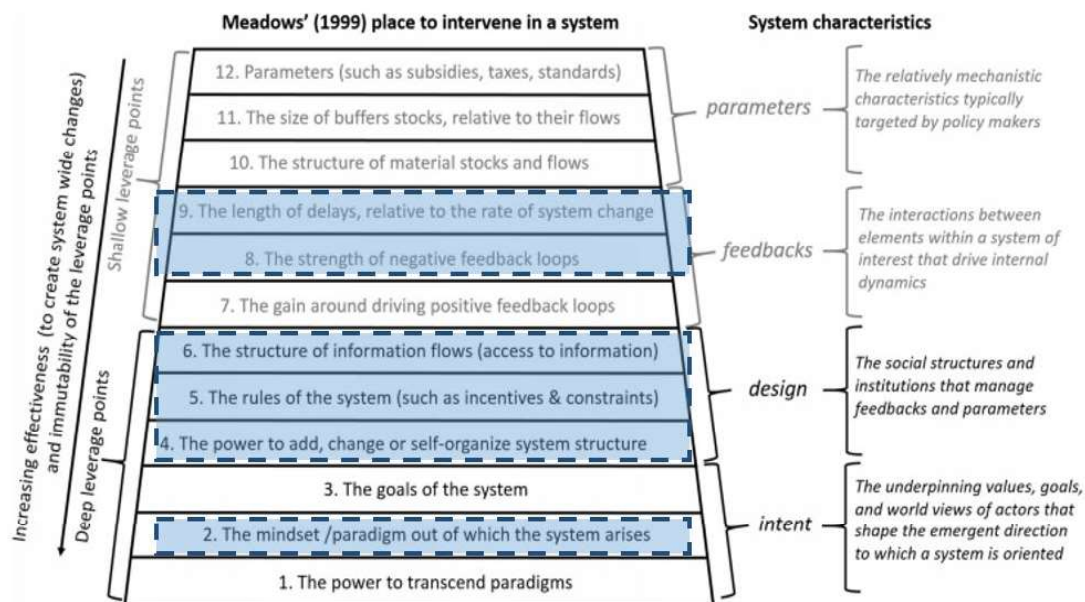 Meadows' (1999) place to intervene in a system
System characteristics
12. Parameters (such as subsidies, taxes, standards)
11. The size of buffers stocks, relative to their flows
10. The structure of material stocks and flows
9. The length of delays, relative to the rate of system change
8. The strength of negative feedback loops
7. The gain around driving positive feedback loops
6. The structure of information flows (access to information)
5. The rules of the system (such as incentives & constraints)
4. The power to add, change or self-organize system structure
3. The goals of the system
2. The mindset /paradigm out of which the system arises
1. The power to transcend paradigms
Increasing effectiveness (to create system wide changes)
and immutability of the leverage points
Shallow leverage points
Deep leverage points
parameters
The relatively mechanistic
characteristics typically
targeted by policy makers
feedbacks
The interactions between
elements within a system of
interest that drive internal
dynamics
design
The social structures and
institutions that manage
feedbacks and parameters
intent
The underpinning values, goals,
and world views of actors that
shape the emergent direction
to which a system is oriented